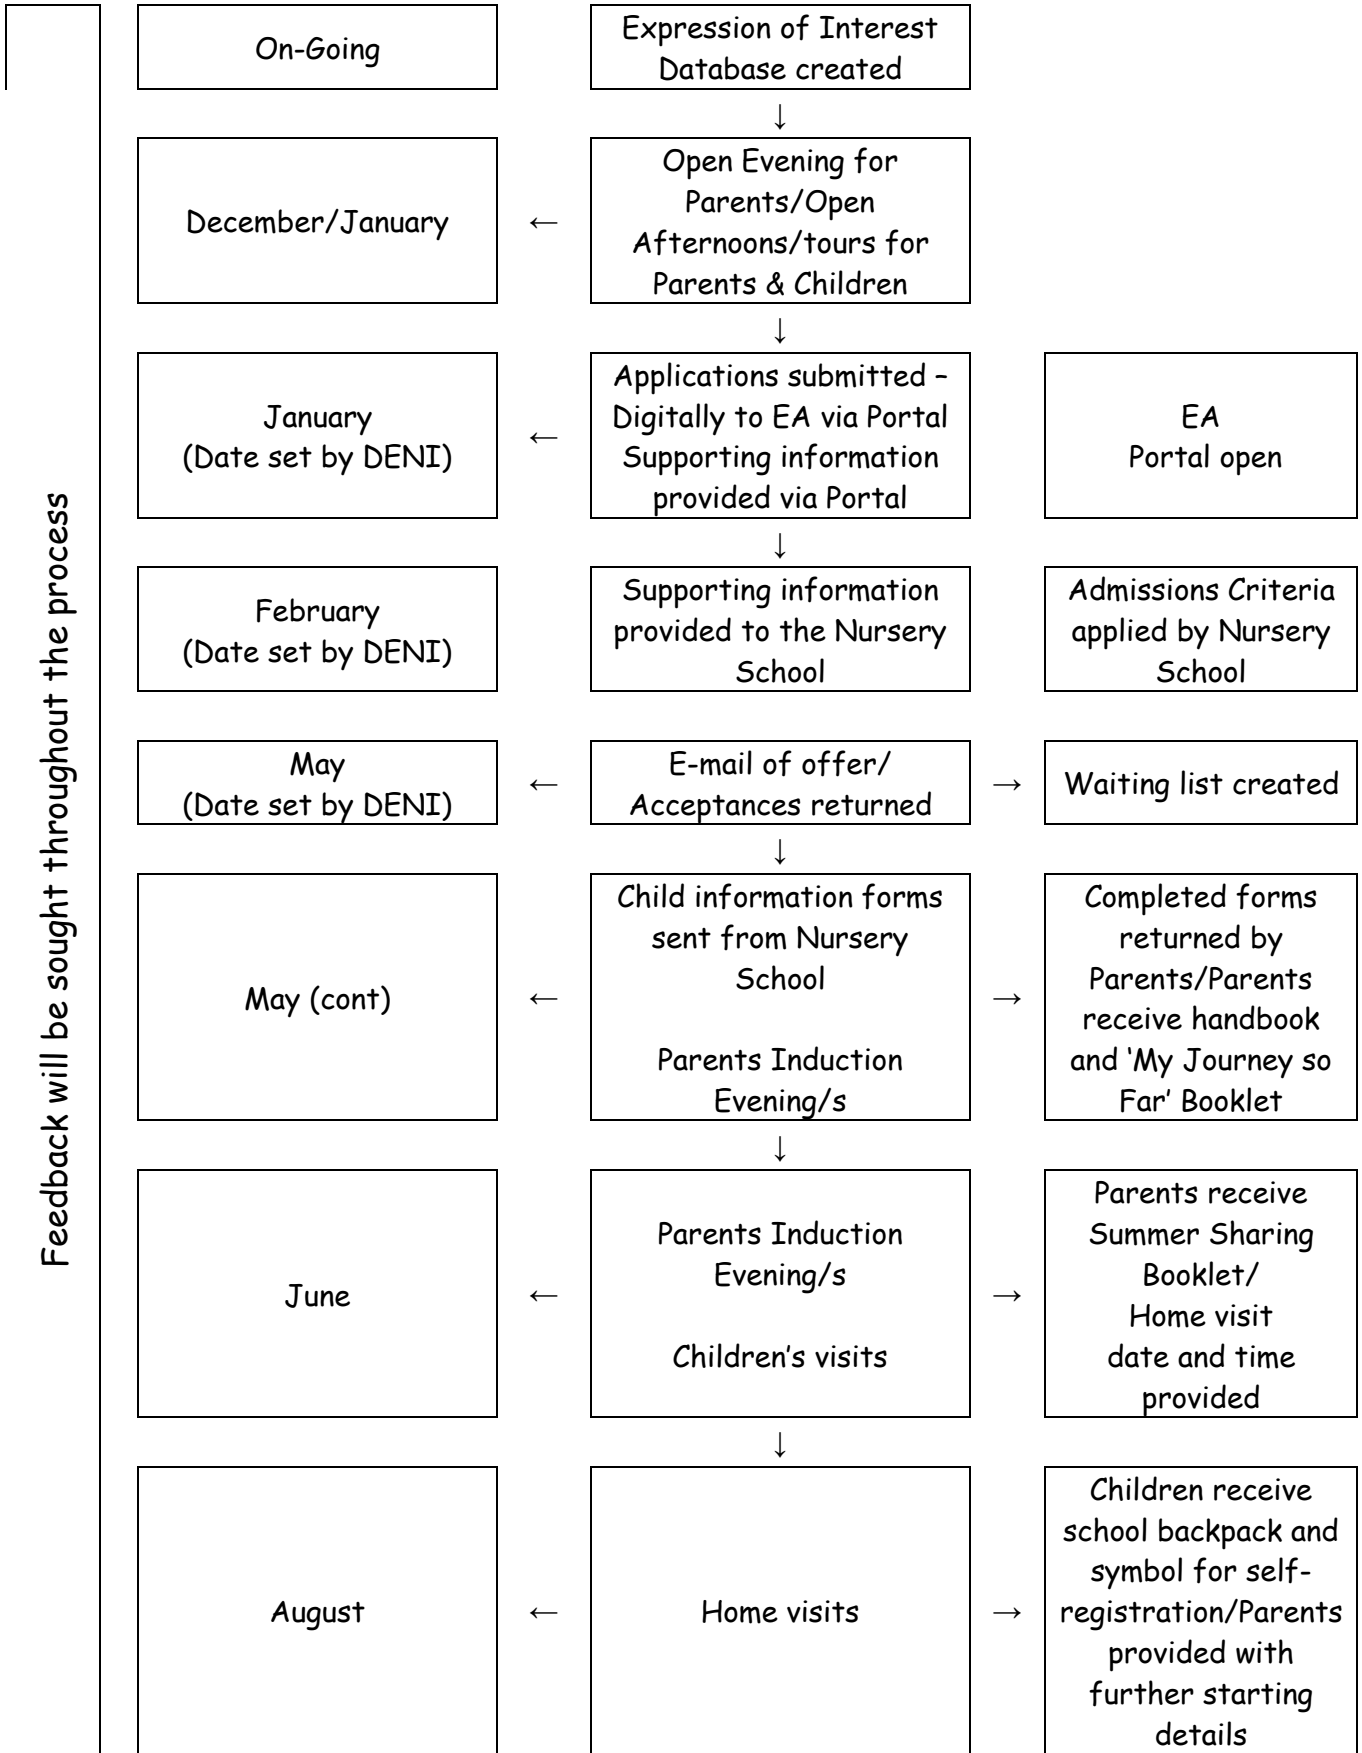 Feedback will be sought throughout the process
On-Going
Expression of Interest
Database created
↓
December/January
←
Open Evening for
Parents/Open
Afternoons/tours for
Parents & Children
↓
January
(Date set by DENI)
←
Applications submitted –
Digitally to EA via Portal
Supporting information
provided via Portal
EA
Portal open
↓
February
(Date set by DENI)
Supporting information
provided to the Nursery
School
Admissions Criteria
applied by Nursery
School
May
(Date set by DENI)
←
E-mail of offer/
Acceptances returned
→
Waiting list created
↓
May (cont)
←
Child information forms
sent from Nursery
School
Parents Induction
Evening/s
→
Completed forms
returned by
Parents/Parents
receive handbook
and ‘My Journey so
Far’ Booklet
↓
June
←
Parents Induction
Evening/s
Children’s visits
→
Parents receive
Summer Sharing
Booklet/
Home visit
date and time
provided
↓
August
←
Home visits
→
Children receive
school backpack and
symbol for self-
registration/Parents
provided with
further starting
details